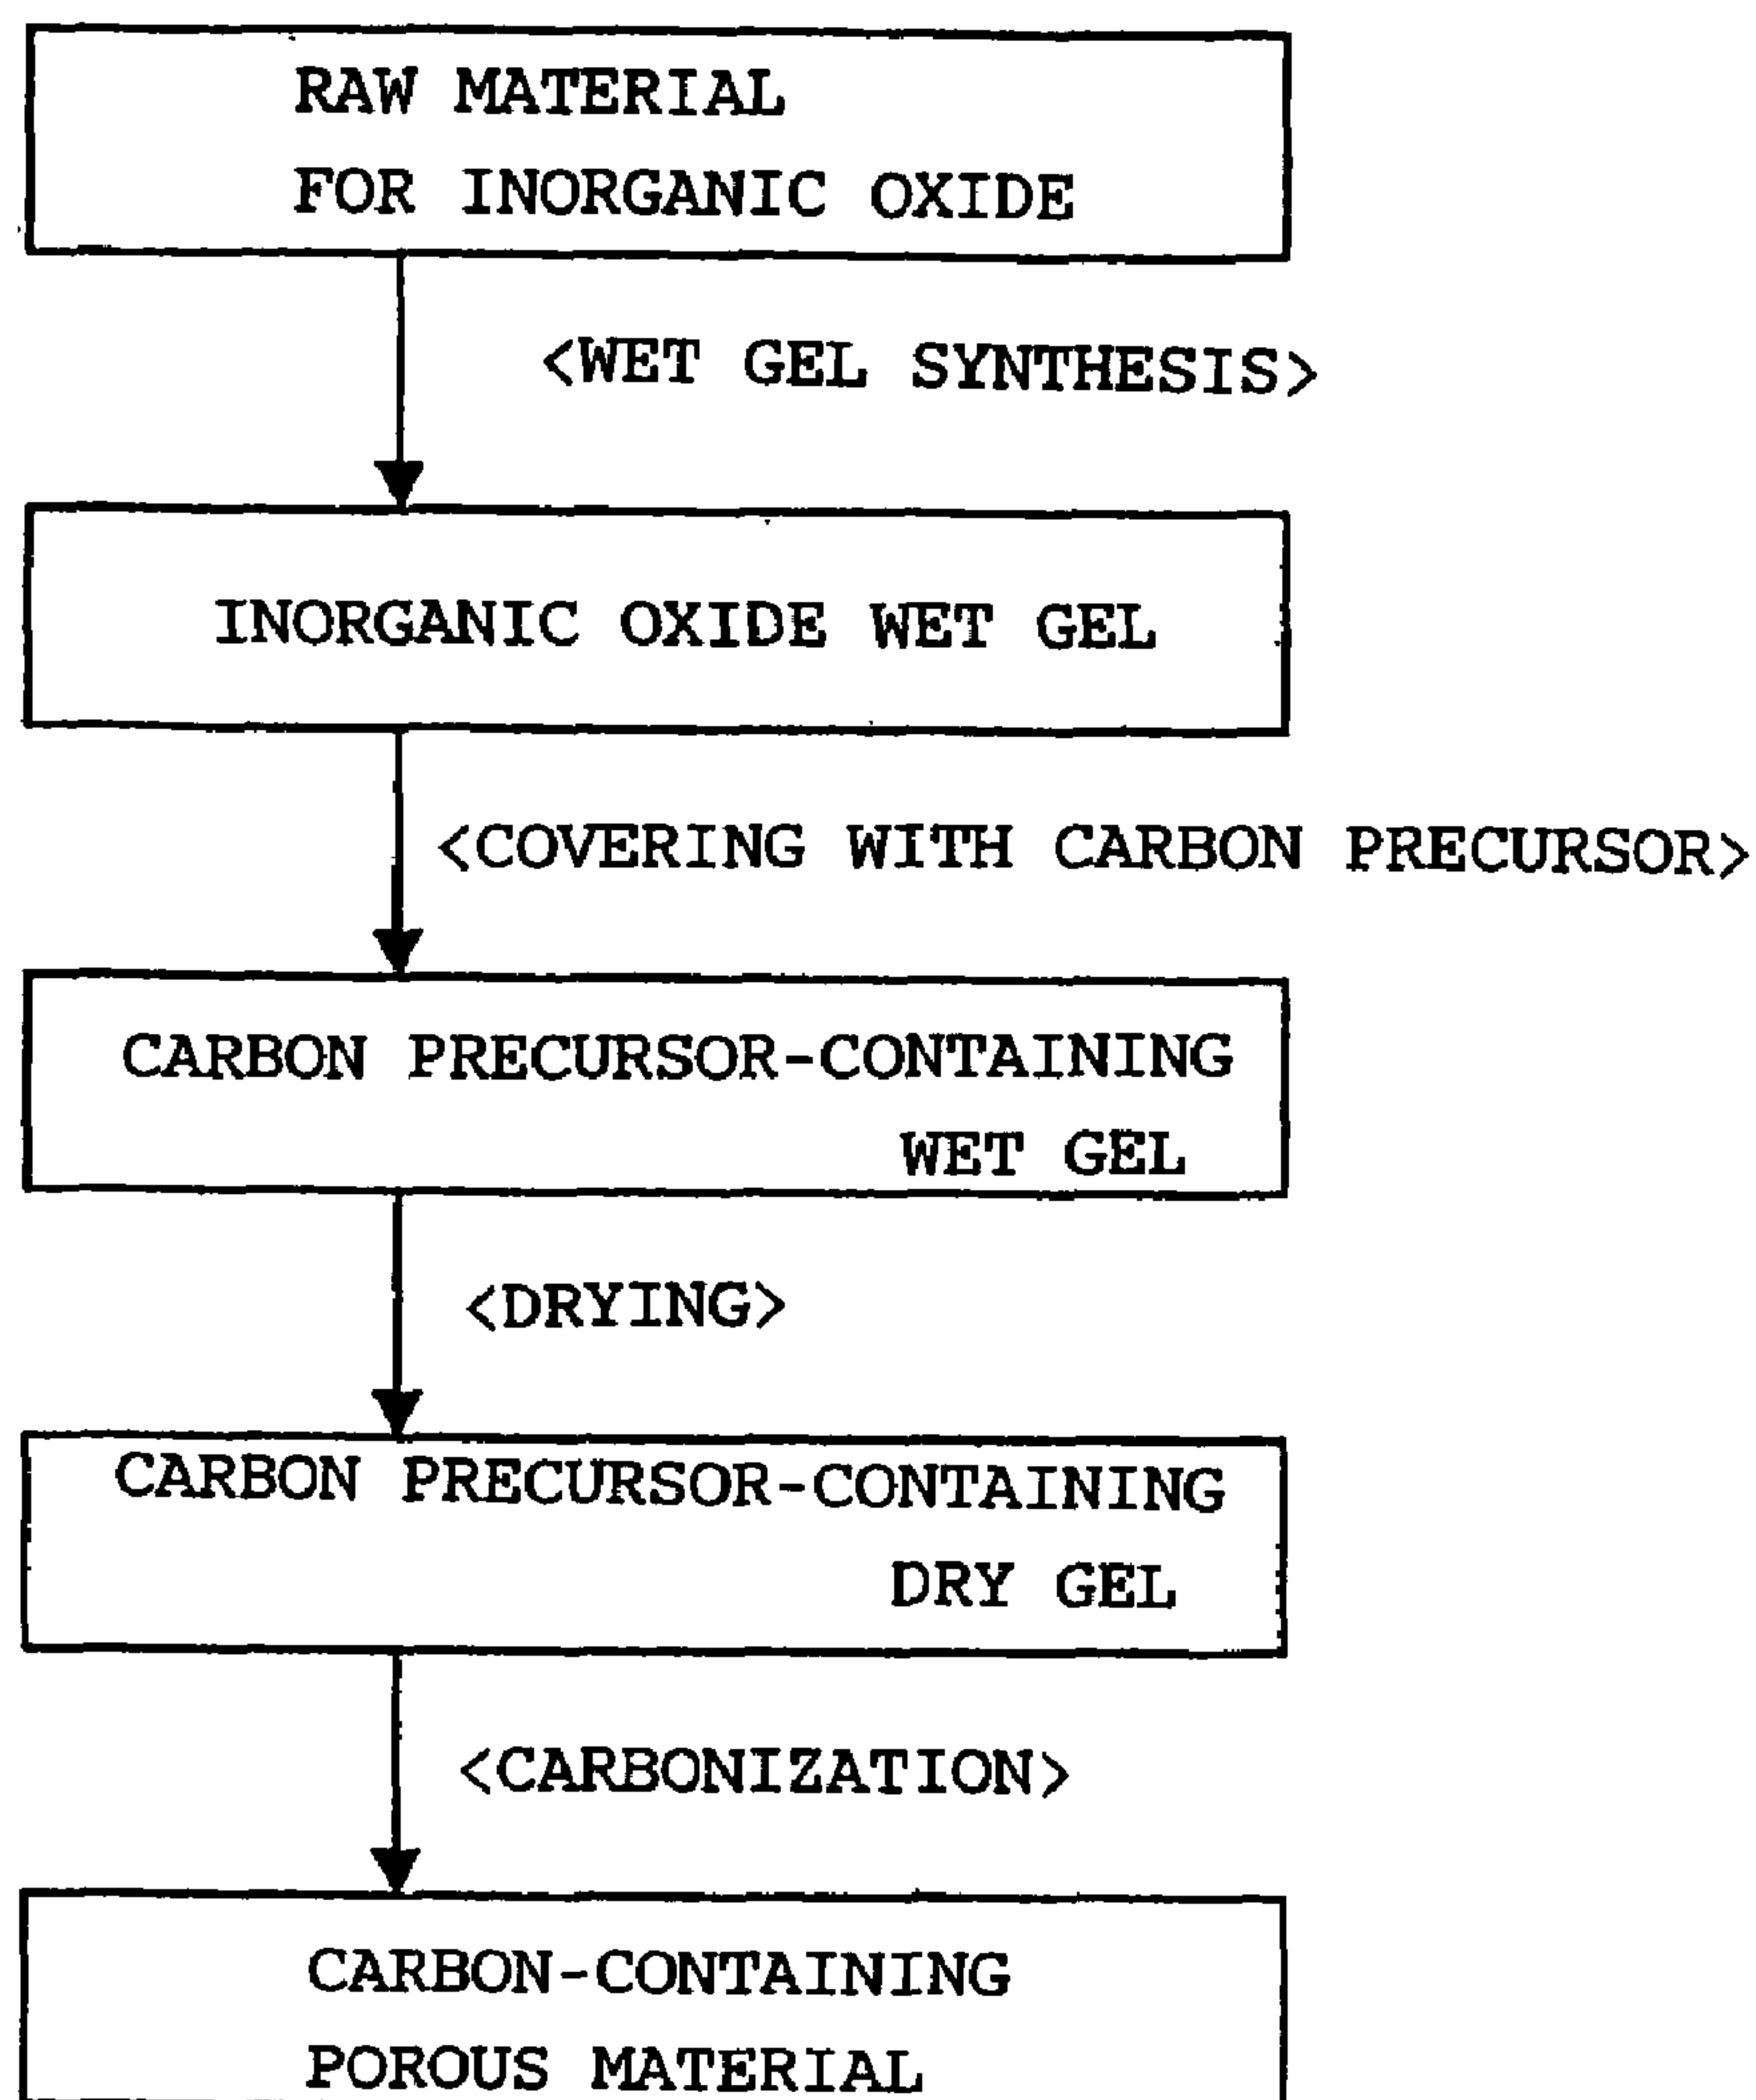 RAW MATERIAL
FOR INORGANIC OXIDE
<WET GEL SYNTHESIS>
INORGANIC OXIDE WET GEL
<COVERING WITH CARBON PRECURSOR>
CARBON PRECURSOR-CONTAINING
WET GEL
<DRYING>
CARBON PRECURSOR-CONTAINING
DRY GEL
<CARBONIZATION>
CARBON-CONTAINING
POROUS MATERIAL